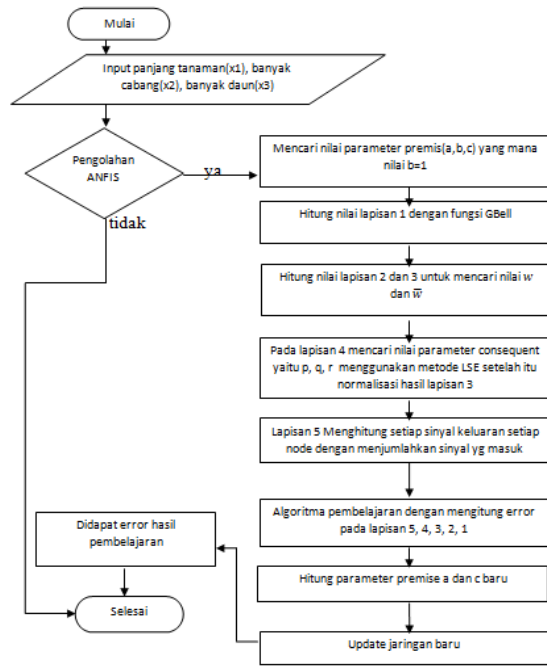 Mulai
Input panjang tanaman(x1), banyak
cabang(x2), banyak daun(x3)
Pengolahan
ANFIS
ya
tidak
Mencari nilai parameter premis(a,b,c) yang mana
nilai b=1
Hitung nilai lapisan 1 dengan fungsi GBell
Hitung nilai lapisan 2 dan 3 untuk mencari nilai w
dan w̅
Pada lapisan 4 mencari nilai parameter consequent
yaitu p, q, r menggunakan metode LSE setelah itu
normalisasi hasil lapisan 3
Lapisan 5 Menghitung setiap sinyal keluaran setiap
node dengan menjumlahkan sinyal yg masuk
Algoritma pembelajaran dengan mengitung error
pada lapisan 5, 4, 3, 2, 1
Hitung parameter premise a dan c baru
Update jaringan baru
Didapat error hasil
pembelajaran
Selesai